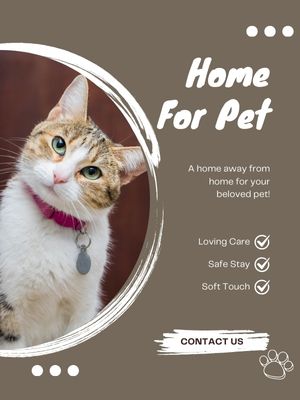 Home
For Pet
A home away from
home for your
beloved pet!
Loving Care
Safe Stay
Soft Touch
CONTACT US